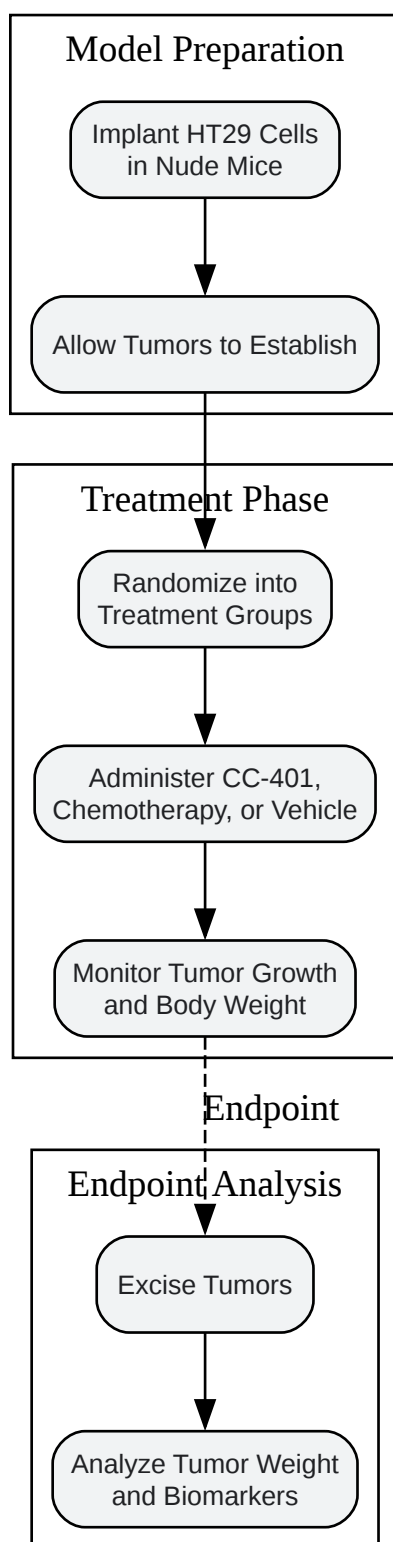 Model Preparation
Implant HT29 Cells
in Nude Mice
Allow Tumors to Establish
Treatment Phase
Randomize into
Treatment Groups
Administer CC-401,
Chemotherapy, or Vehicle
Monitor Tumor Growth
and Body Weight
Endpoint
Endpoint Analysis
Excise Tumors
Analyze Tumor Weight
and Biomarkers